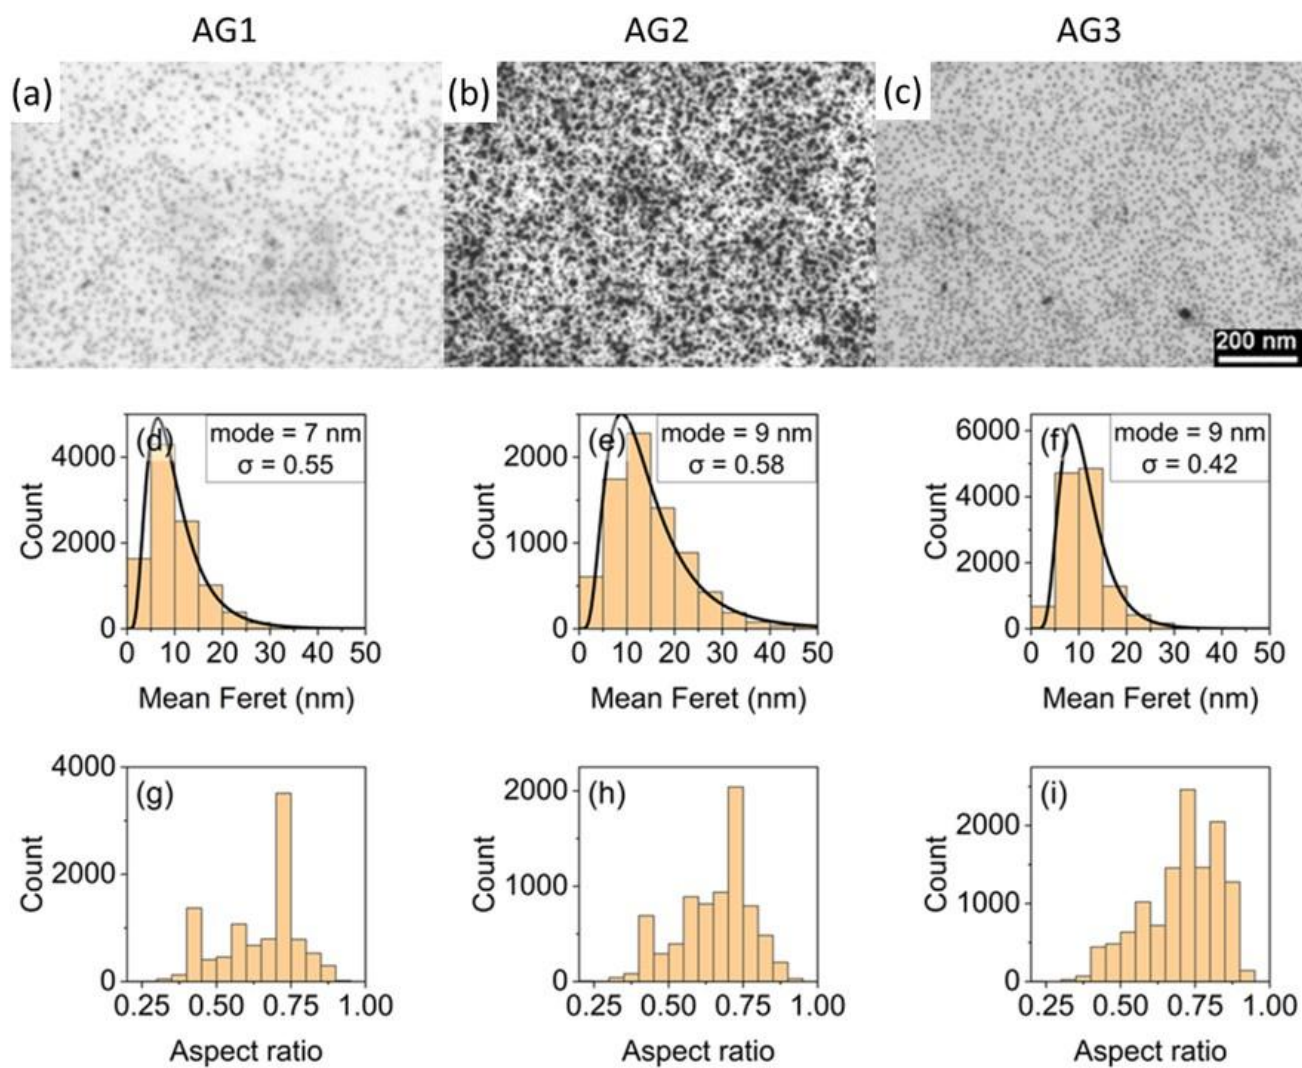 AG1 AG2 AG3
(a) (b) (c)
200 nm
(d) mode = 7 nm
σ = 0.55
(e) mode = 9 nm
σ = 0.58
(f) mode = 9 nm
σ = 0.42
Count
4000
2000
0
0 10 20 30 40 50
Mean Feret (nm)
Count
2000
1000
0
0 10 20 30 40 50
Mean Feret (nm)
Count
6000
4000
2000
0
0 10 20 30 40 50
Mean Feret (nm)
(g)
Count
4000
2000
0
0.25 0.50 0.75 1.00
Aspect ratio
(h)
Count
2000
1000
0
0.25 0.50 0.75 1.00
Aspect ratio
(i)
Count
2000
1000
0
0.25 0.50 0.75 1.00
Aspect ratio